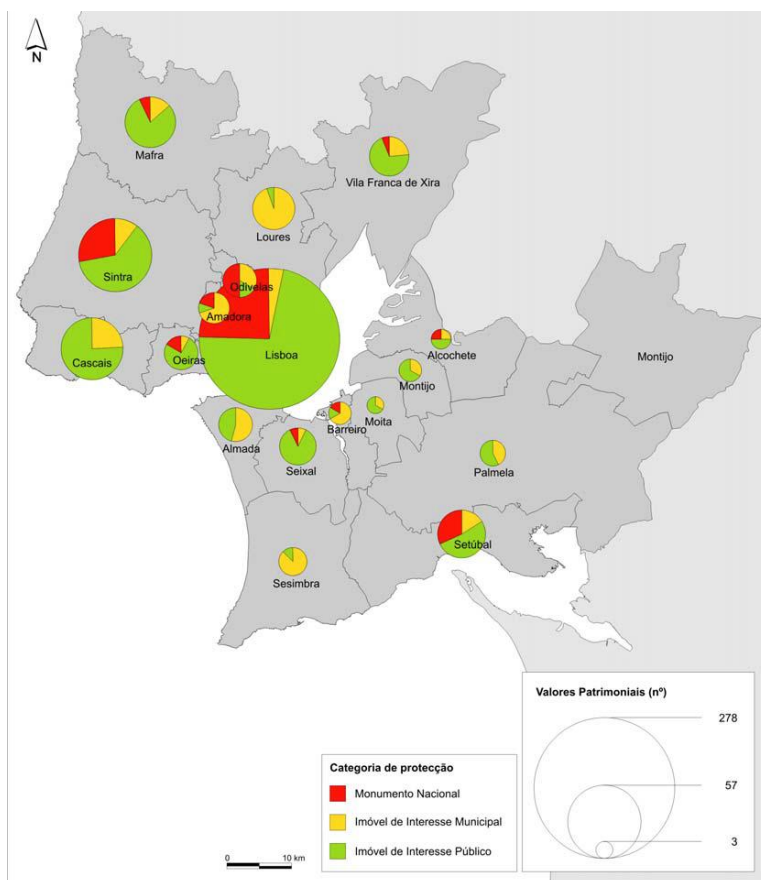 N
Mafra
Vila Franca de Xira
Loures
Sintra
Odivelas
Amadora
Lisboa
Cascais
Oeiras
Alcochete
Montijo
Montijo
Moita
Barreiro
Almada
Seixal
Palmela
Setúbal
Sesimbra
Valores Patrimoniais (nº)
278
57
3
Categoria de protecção
Monumento Nacional
Imóvel de Interesse Municipal
Imóvel de Interesse Público
0 10 km